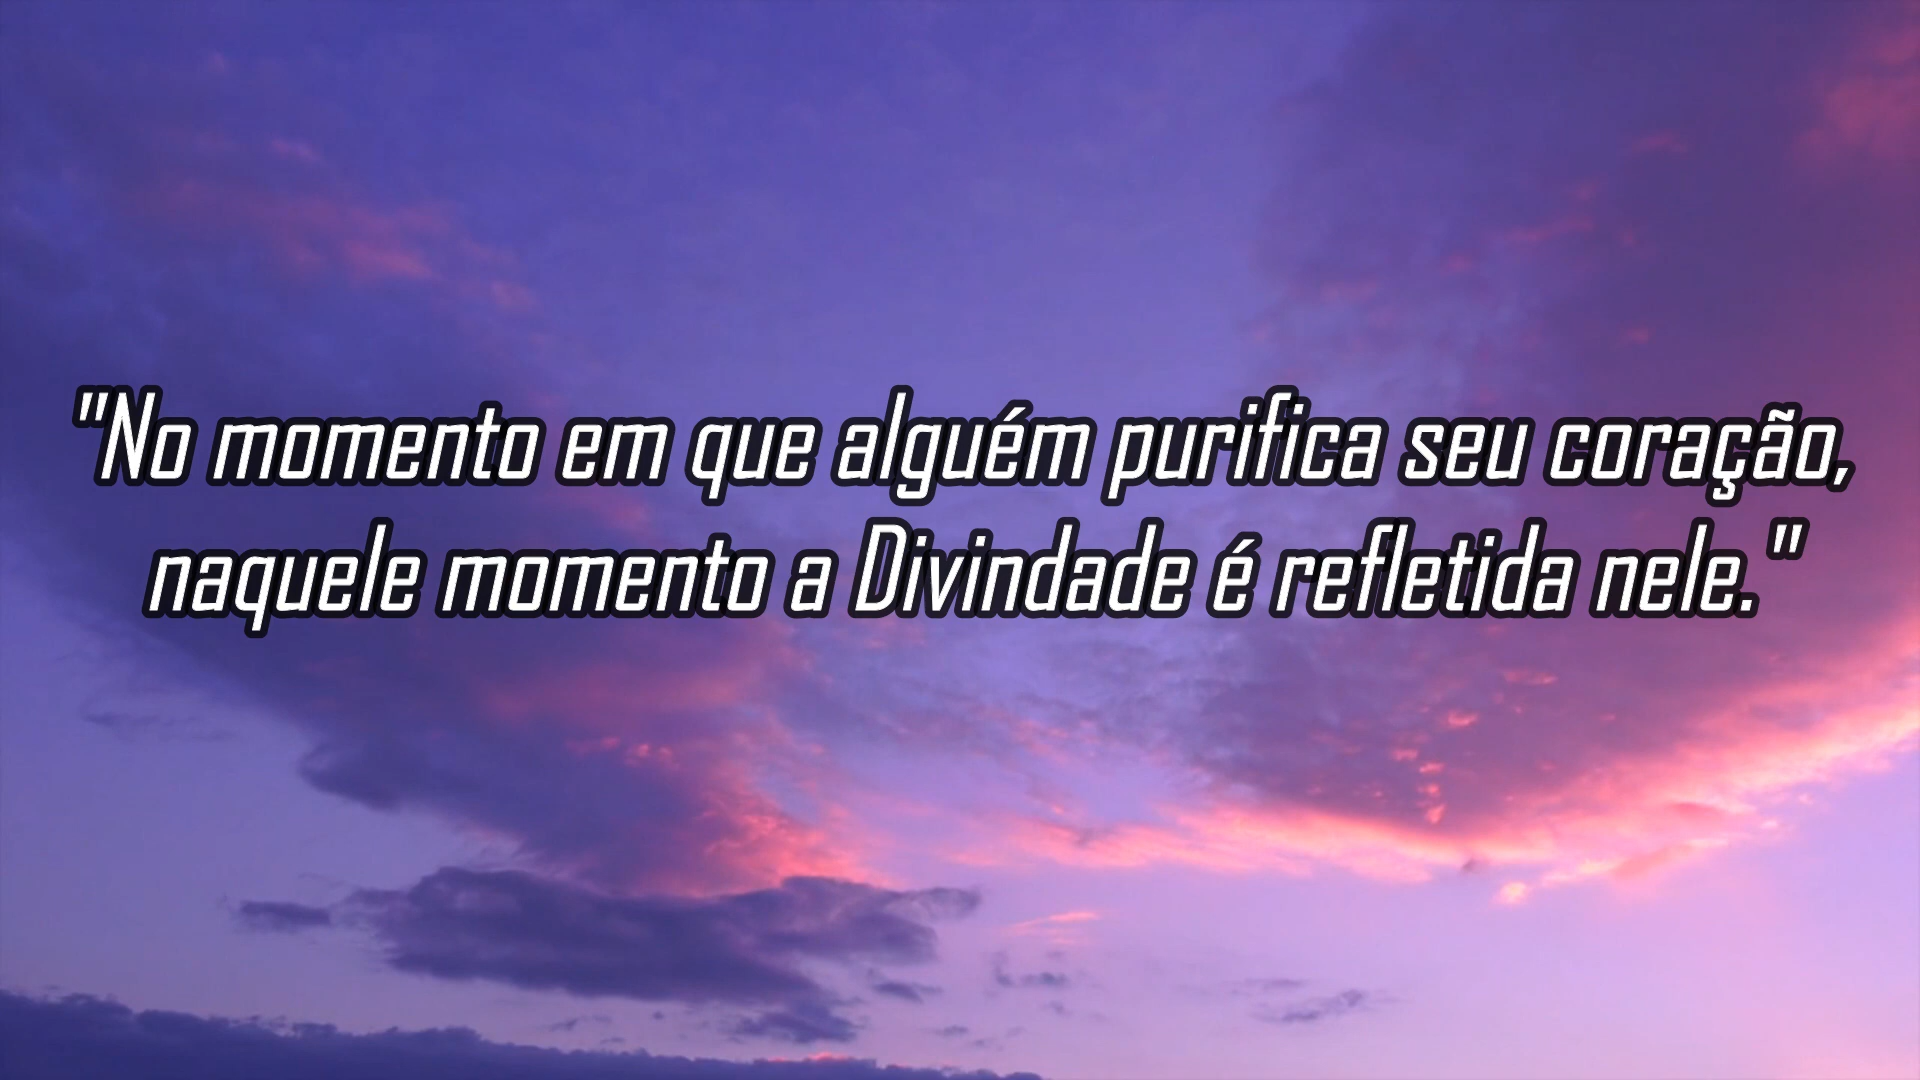 "No momento em que alguém purifica seu coração,
naquele momento a Divindade é refletida nele."